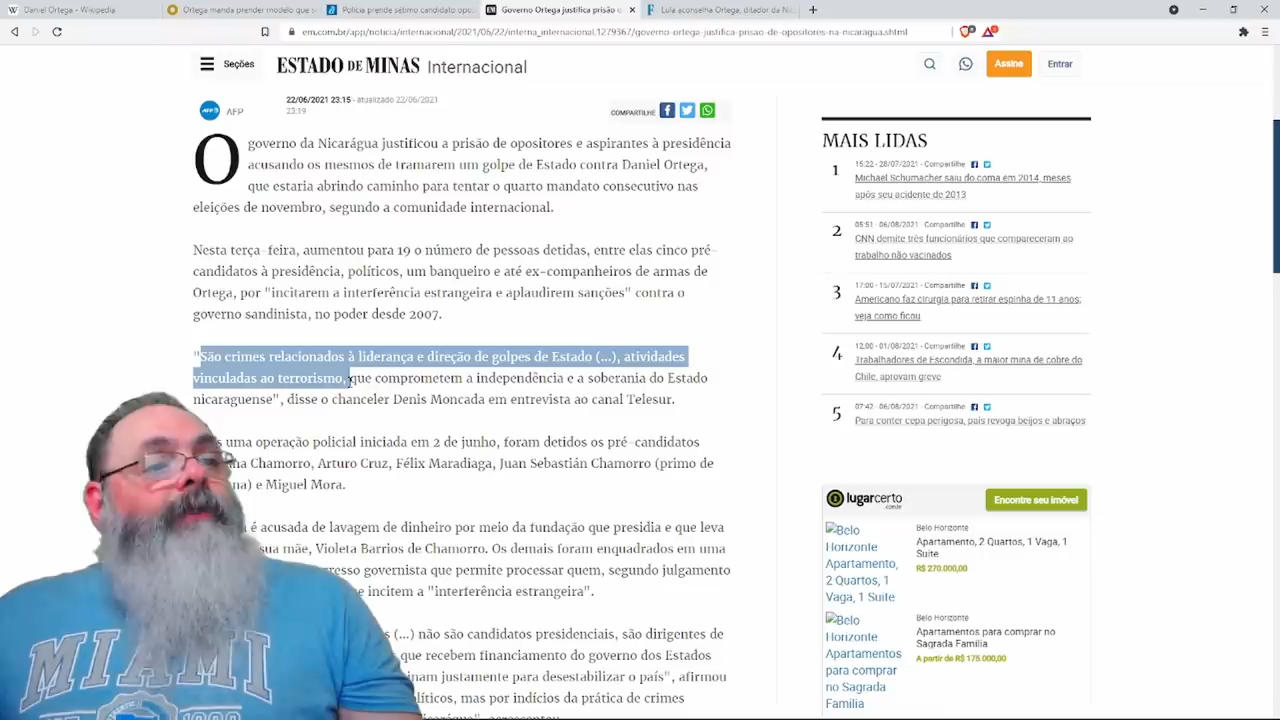 Daniel Ortega - Wikipedia
Ortega manda prender modelo que s
Polícia prende sétimo candidato opos
Governo Ortega justifica prisão o
Lula aconselha Ortega, ditador da Ni
em.com.br/app/noticia/internacional/2021/06/22/interna_internacional,1279367/governo-ortega-justifica-prisao-de-opositores-na-nicaragua.shtml
Seções
ESTADO DE MINAS Internacional
Assine
Entrar
AFP
AFP
22/06/2021 23:15 - atualizado 22/06/2021
23:19
COMPARTILHE
O governo da Nicarágua justificou a prisão de opositores e aspirantes à presidência
acusando os mesmos de tramarem um golpe de Estado contra Daniel Ortega,
que estaria abrindo caminho para tentar o quarto mandato consecutivo nas
eleições de novembro, segundo a comunidade internacional.
Nesta terça-feira, aumentou para 19 o número de pessoas detidas, entre elas cinco pré-
candidatos à presidência, políticos, um banqueiro e até ex-companheiros de armas de
Ortega, por "incitarem a interferência estrangeira e aplaudirem sanções" contra o
governo sandinista, no poder desde 2007.
"São crimes relacionados à liderança e direção de golpes de Estado (...), atividades
vinculadas ao terrorismo, que comprometem a independência e a soberania do Estado
nicaraguense", disse o chanceler Denis Moncada em entrevista ao canal Telesur.
uma operação policial iniciada em 2 de junho, foram detidos os pré-candidatos
na Chamorro, Arturo Cruz, Félix Maradiaga, Juan Sebastián Chamorro (primo de
na) e Miguel Mora.
é acusada de lavagem de dinheiro por meio da fundação que presidia e que leva
sua mãe, Violeta Barrios de Chamorro. Os demais foram enquadrados em uma
gresso governista que permite processar quem, segundo julgamento
e incitem a "interferência estrangeira".
s (...) não são candidatos presidenciais, são dirigentes de
que recebem financiamento do governo dos Estados
inam justamente para desestabilizar o país", afirmou
líticos, mas por indícios da prática de crimes
MAIS LIDAS
1
15:22 - 28/07/2021 - Compartilhe
Michael Schumacher saiu do coma em 2014, meses
após seu acidente de 2013
2
05:51 - 06/08/2021 - Compartilhe
CNN demite três funcionários que compareceram ao
trabalho não vacinados
3
17:00 - 15/07/2021 - Compartilhe
Americano faz cirurgia para retirar espinha de 11 anos;
veja como ficou
4
12:00 - 01/08/2021 - Compartilhe
Trabalhadores de Escondida, a maior mina de cobre do
Chile, aprovam greve
5
07:42 - 06/08/2021 - Compartilhe
Para conter cepa perigosa, país revoga beijos e abraços
lugarcerto
.com.br
Encontre seu imóvel
Belo
Horizonte
Apartamento,
2 Quartos, 1
Vaga, 1 Suite
Belo Horizonte
Apartamento, 2 Quartos, 1 Vaga, 1
Suite
R$ 270.000,00
Belo
Horizonte
Apartamentos
para comprar
no Sagrada
Família
Belo Horizonte
Apartamentos para comprar no
Sagrada Família
A partir de R$ 175.000,00
MIAMI